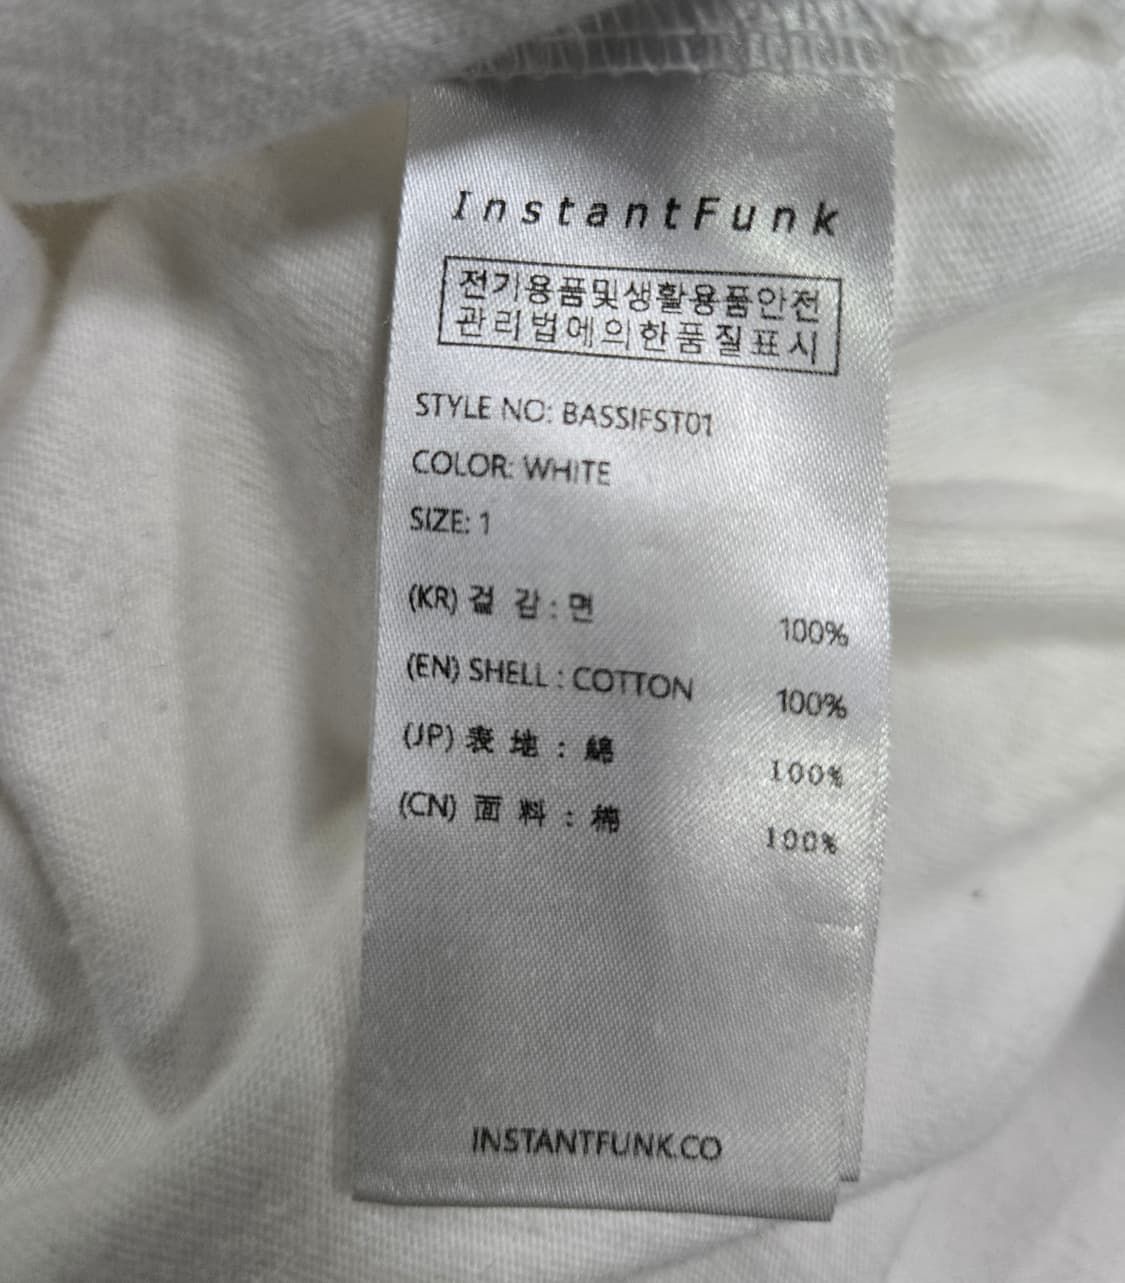 InstantFunk
전기용품및생활용품안전
관리법에의한품질표시
STYLE NO: BASSIFST01
COLOR: WHITE
SIZE: 1
(KR) 겉 감 : 면 100%
(EN) SHELL : COTTON 100%
(JP) 表 地 : 綿 100%
(CN) 面 料 : 棉 100%
INSTANTFUNK.CO